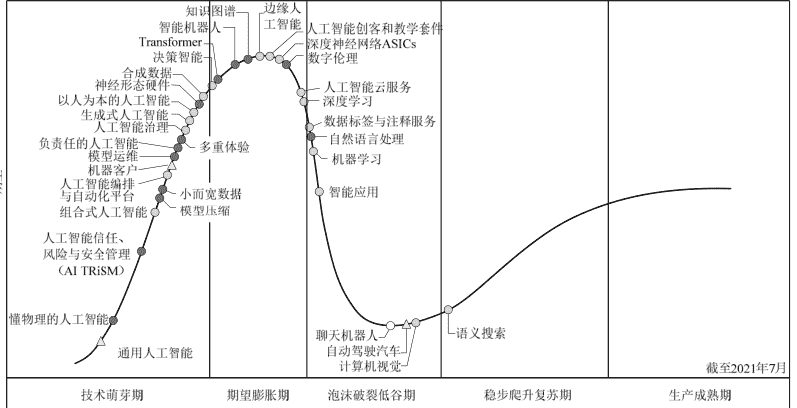 知识图谱
边缘人
工智能
智能机器人
人工智能创客和教学套件
Transformer
深度神经网络ASICs
决策智能
数字伦理
合成数据
神经形态硬件
人工智能云服务
以人为本的人工智能
深度学习
生成式人工智能
数据标签与注释服务
人工智能治理
自然语言处理
负责任的人工智能
多重体验
模型运维
机器学习
机器客户
人工智能编排
与自动化平台
小而宽数据
智能应用
组合式人工智能
模型压缩
人工智能信任、
风险与安全管理
（AI TRiSM）
懂物理的人工智能
通用人工智能
聊天机器人
自动驾驶汽车
计算机视觉
语义搜索
截至2021年7月
技术萌芽期
期望膨胀期
泡沫破裂低谷期
稳步爬升复苏期
生产成熟期